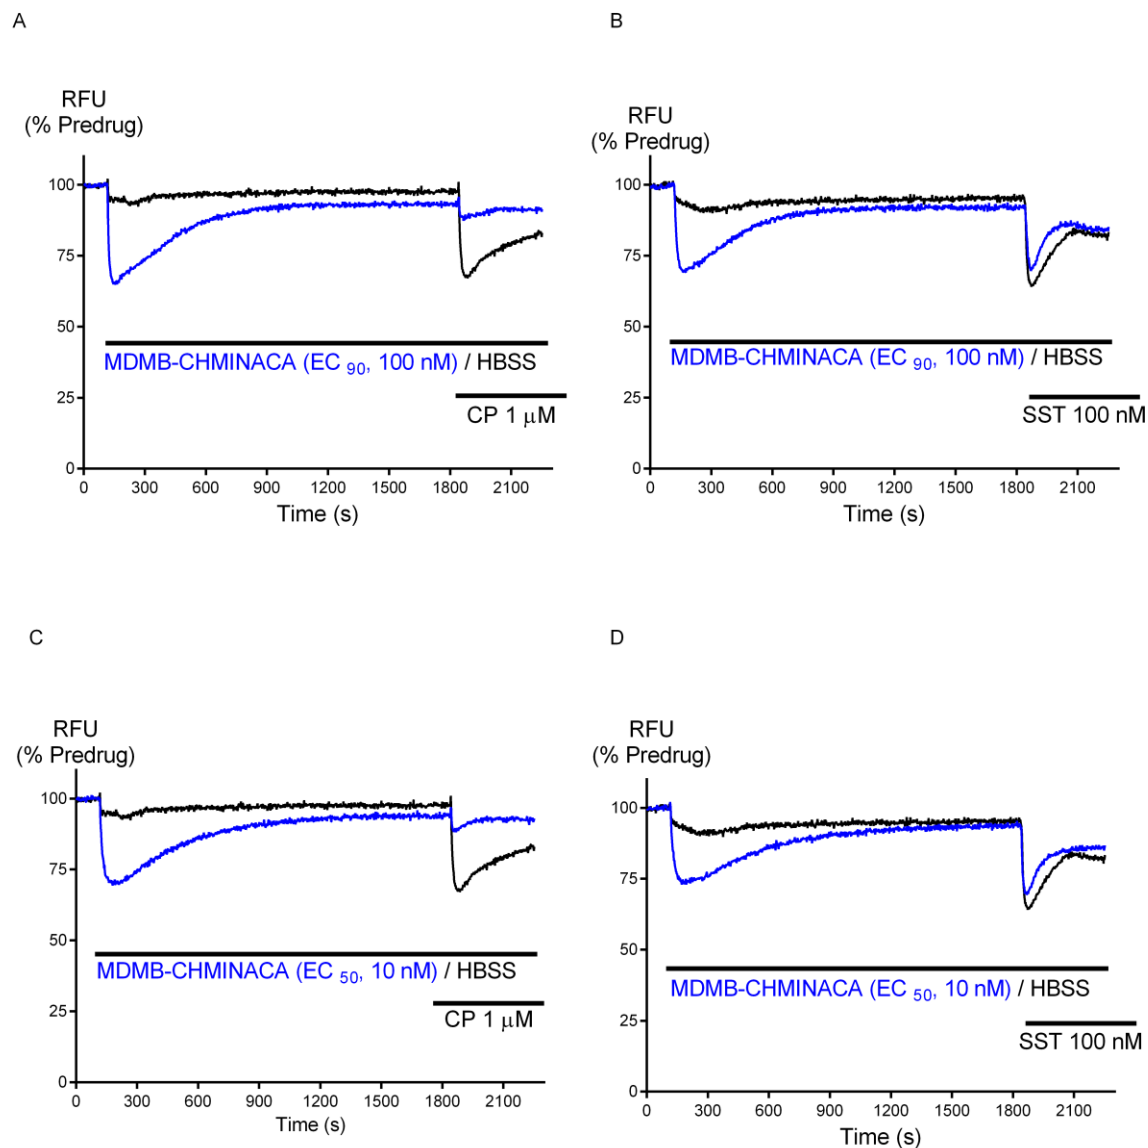 A
RFU
(% Predrug)
100
75
50
25
0
MDMB-CHMINACA (EC 90, 100 nM) / HBSS
CP 1 μM
0 300 600 900 1200 1500 1800 2100
Time (s)
B
RFU
(% Predrug)
100
75
50
25
0
MDMB-CHMINACA (EC 90, 100 nM) / HBSS
SST 100 nM
0 300 600 900 1200 1500 1800 2100
Time (s)
C
RFU
(% Predrug)
100
75
50
25
0
MDMB-CHMINACA (EC 50, 10 nM) / HBSS
CP 1 μM
0 300 600 900 1200 1500 1800 2100
Time (s)
D
RFU
(% Predrug)
100
75
50
25
0
MDMB-CHMINACA (EC 50, 10 nM) / HBSS
SST 100 nM
0 300 600 900 1200 1500 1800 2100
Time (s)